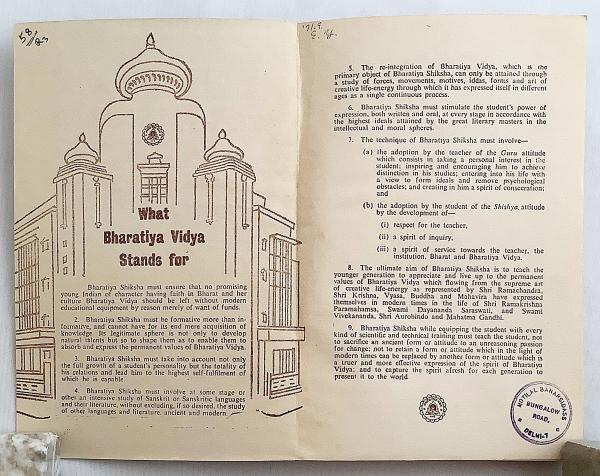 58/83
What
Bharatiya Vidya
Stands for
Bharatiya Shiksha must ensure that no promising
young Indian of character having faith in Bharat and her
culture Bharatiya Vidya should be left without modern
educational equipment by reason merely of want of funds.
2. Bharatiya Shiksha must be formative more than in-
formative, and cannot have for its end mere acquisition of
knowledge. Its legitimate sphere is not only to develop
natural talents but so to shape them as to enable them to
absorb and express the permanent values of Bharatiya Vidya.
3. Bharatiya Shiksha must take into account not only
the full growth of a student's personality but the totality of
his relations and lead him to the highest self-fulfilment of
which he is capable.
4. Bharatiya Shiksha must involve at some stage or
other an intensive study of Sanskrit or Sanskritic languages
and their literature, without excluding, if so desired, the study
of other languages and literature, ancient and modern.
5. The re-integration of Bharatiya Vidya, which is the
primary object of Bharatiya Shiksha, can only be attained through
a study of forces, movements, motives, ideas, forms and art of
creative life-energy through which it has expressed itself in different
ages as a single continuous process.
6. Bharatiya Shiksha must stimulate the student's power of
expression, both written and oral, at every stage in accordance with
the highest ideals attained by the great literary masters in the
intellectual and moral spheres.
7. The technique of Bharatiya Shiksha must involve—
(a) the adoption by the teacher of the Guru attitude
which consists in taking a personal interest in the
student; inspiring and encouraging him to achieve
distinction in his studies; entering into his life with
a view to form ideals and remove psychological
obstacles; and creating in him a spirit of consecration;
and
(b) the adoption by the student of the Shishya attitude
by the development of—
(i) respect for the teacher,
(ii) a spirit of inquiry,
(iii) a spirit of service towards the teacher, the
institution, Bharat and Bharatiya Vidya.
8. The ultimate aim of Bharatiya Shiksha is to teach the
younger generation to appreciate and live up to the permanent
values of Bharatiya Vidya which flowing from the supreme art
of creative life-energy as represented by Shri Ramachandra,
Shri Krishna, Vyasa, Buddha and Mahavira have expressed
themselves in modern times in the life of Shri Ramakrishna
Paramahamsa, Swami Dayananda Saraswati, and Swami
Vivekananda, Shri Aurobindo and Mahatma Gandhi.
9. Bharatiya Shiksha while equipping the student with every
kind of scientific and technical training must teach the student, not
to sacrifice an ancient form or attitude to an unreasoning passion
for change; not to retain a form or attitude which in the light of
modern times can be replaced by another form or attitude which is
a truer and more effective expression of the spirit of Bharatiya
Vidya; and to capture the spirit afresh for each generation to
present it to the world.
MOTILAL BANARSIDASS
BUNGALOW
ROAD,
DELHI-7